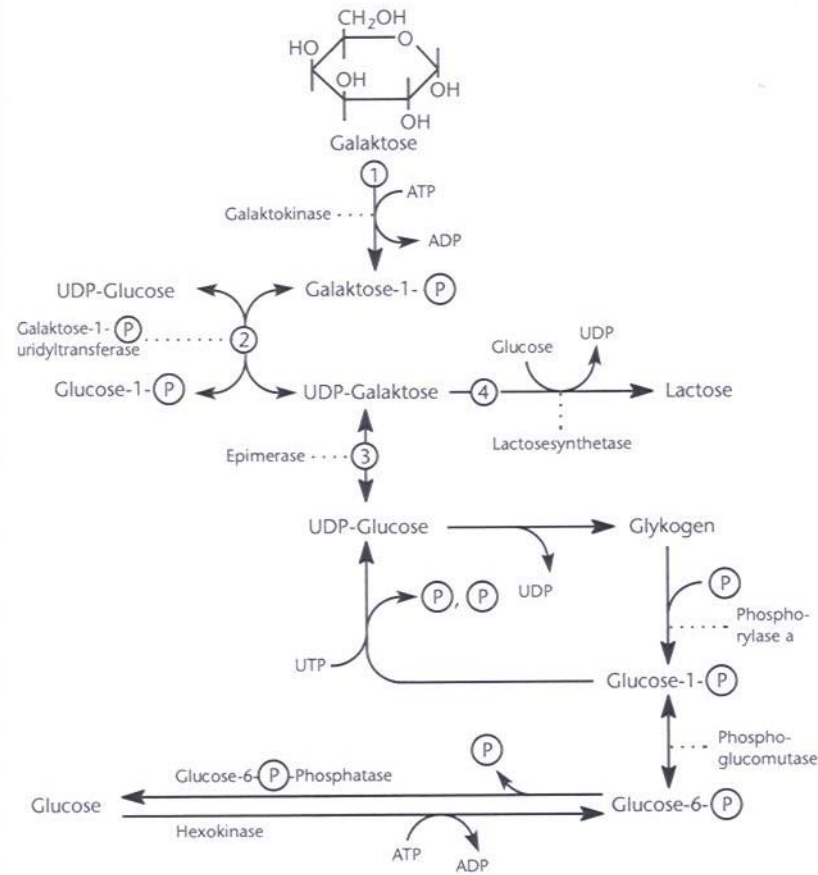 CH₂OH
HO
O
OH
OH
OH
Galaktose
1
ATP
Galaktokinase
ADP
UDP-Glucose
Galaktose-1-P
Galaktose-1-P
uridyltransferase
2
Glucose-1-P
UDP-Galaktose
4
Glucose
UDP
Lactose
Lactosesynthetase
Epimerase
3
UDP-Glucose
Glykogen
UDP
P, P
P
Phospho-
rylase a
UTP
Glucose-1-P
Phospho-
glucomutase
P
Glucose-6-P-Phosphatase
Glucose
Glucose-6-P
Hexokinase
ATP
ADP